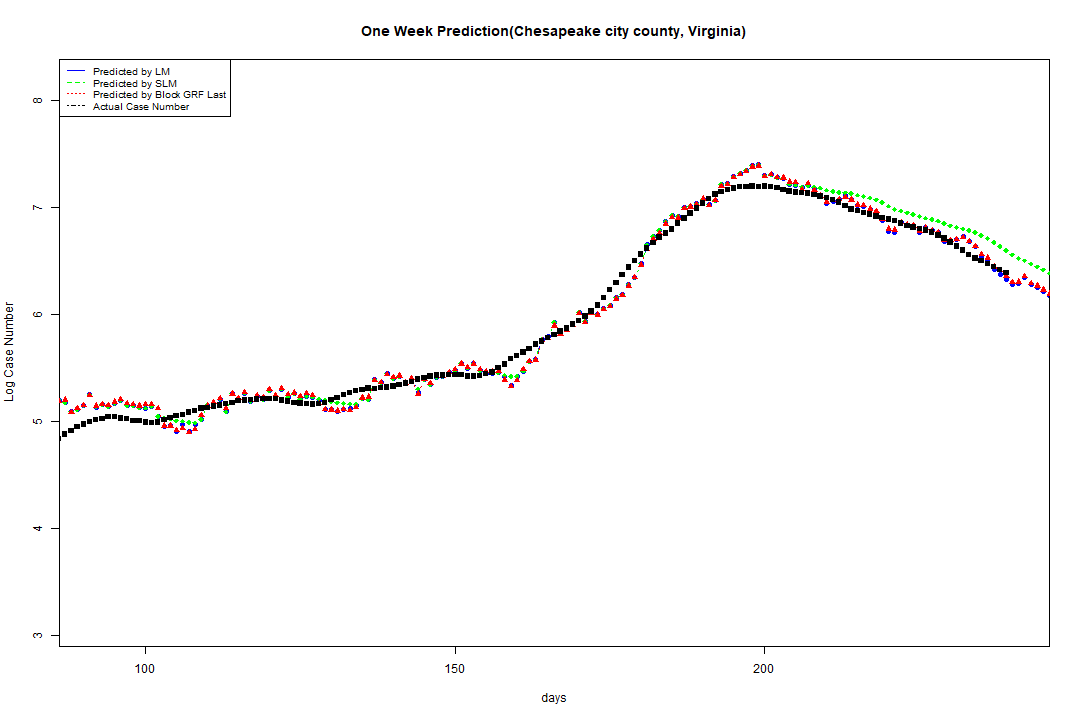 One Week Prediction(Chesapeake city county, Virginia)
Predicted by LM
Predicted by SLM
Predicted by Block GRF Last
Actual Case Number
8
7
6
5
4
3
Log Case Number
100 150 200
days